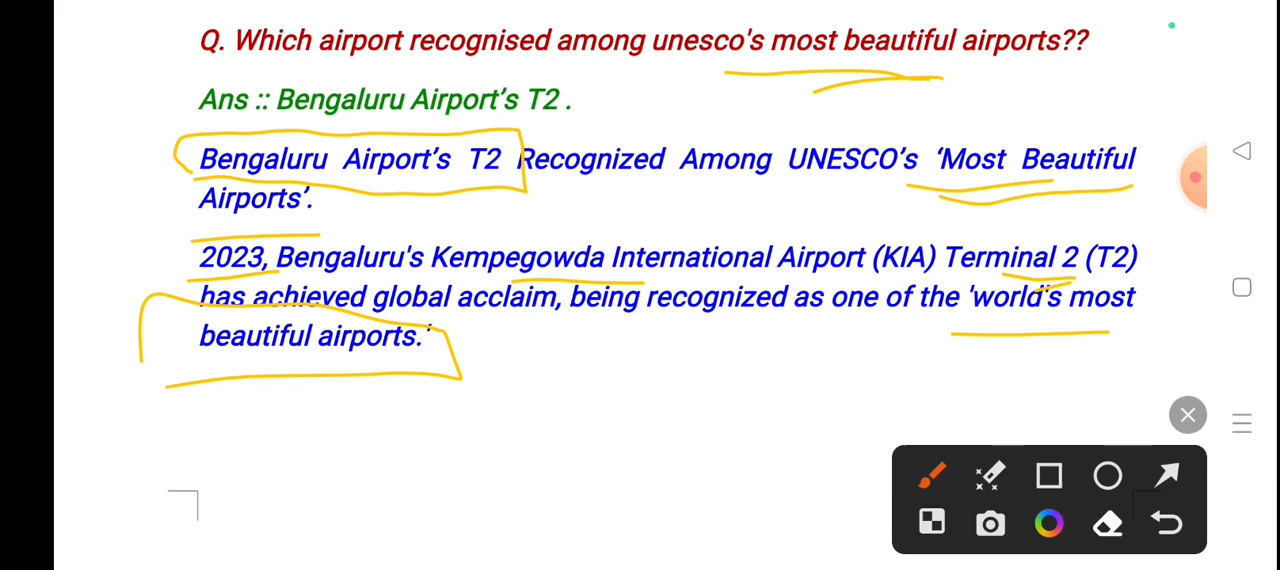 Q. Which airport recognised among unesco's most beautiful airports??
Ans :: Bengaluru Airport’s T2 .
Bengaluru Airport’s T2 Recognized Among UNESCO’s ‘Most Beautiful
Airports’.
2023, Bengaluru's Kempegowda International Airport (KIA) Terminal 2 (T2)
has achieved global acclaim, being recognized as one of the 'world's most
beautiful airports.'